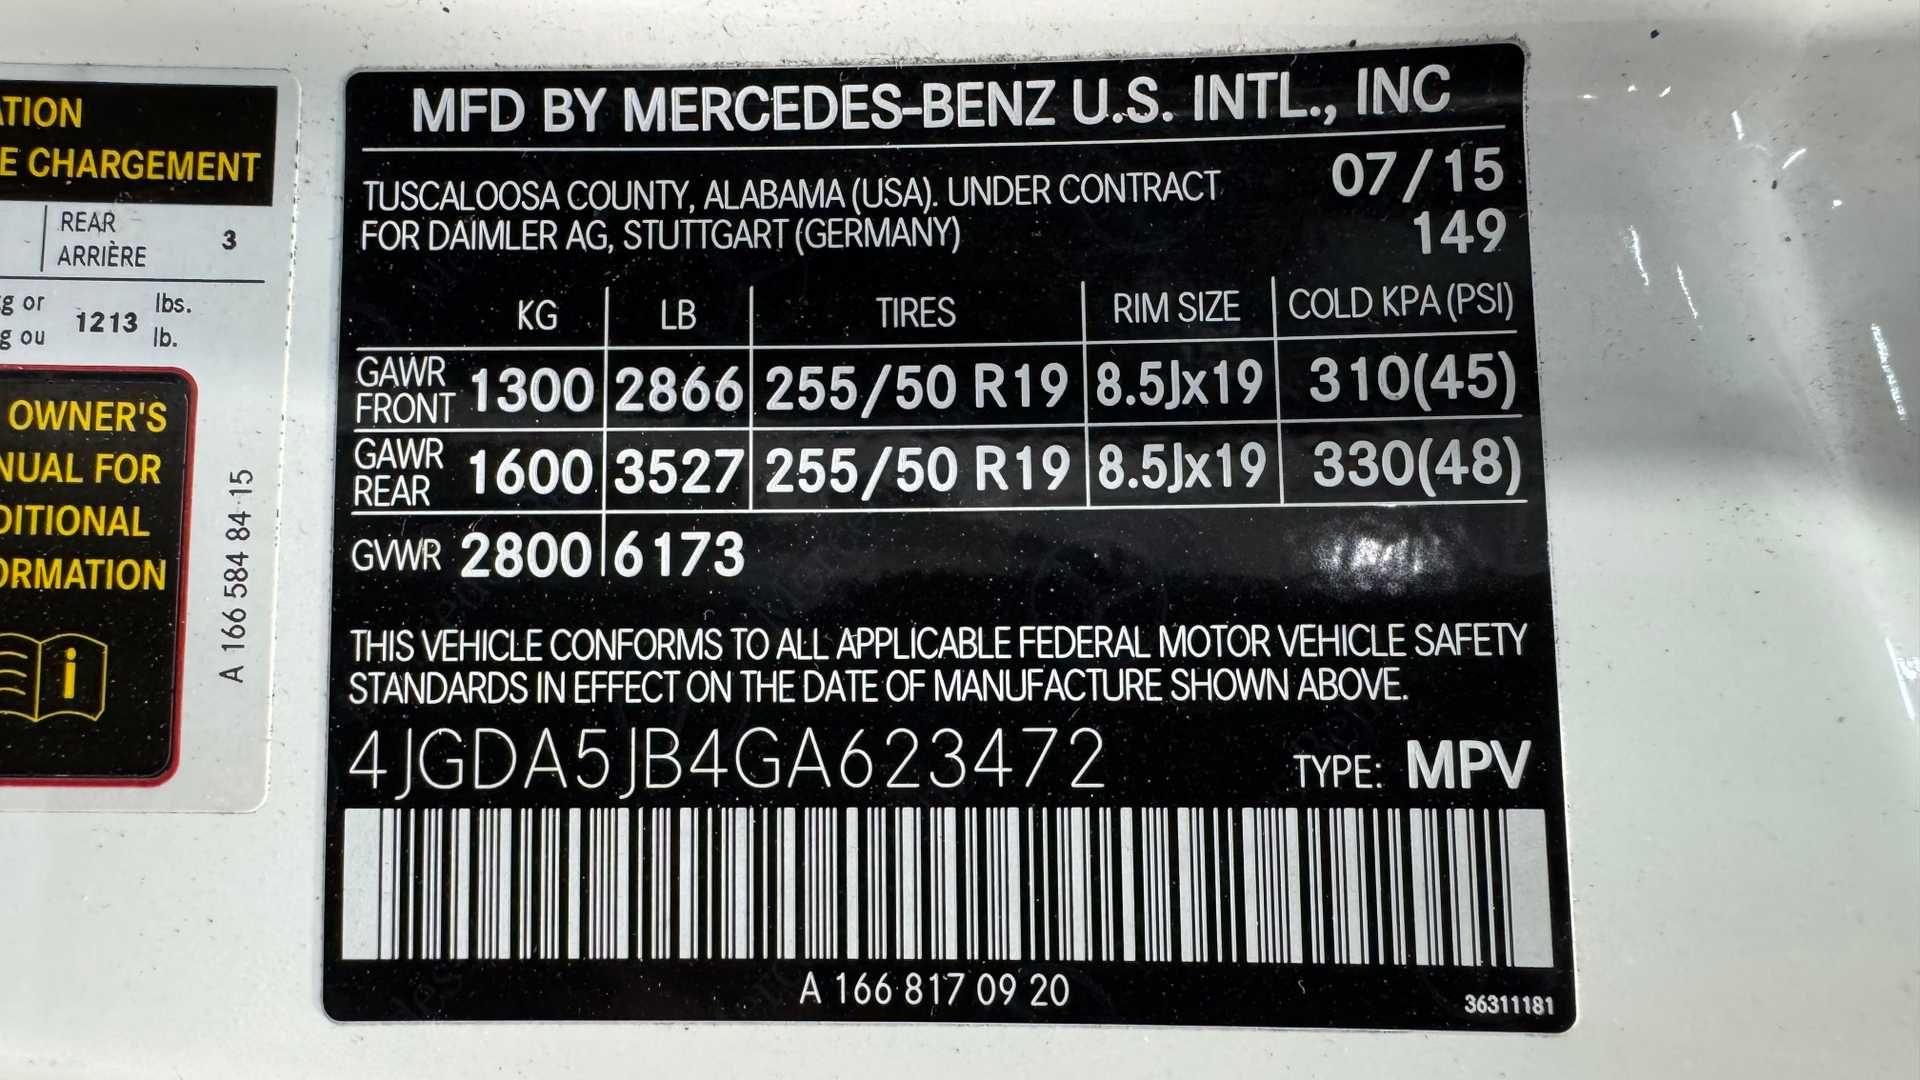 ATION
E CHARGEMENT
REAR
ARRIÈRE
3
kg or
kg ou
1213
lbs.
lb.
OWNER'S
NUAL FOR
DITIONAL
ORMATION
i
A 166 584 84 15
MFD BY MERCEDES-BENZ U.S. INTL., INC
TUSCALOOSA COUNTY, ALABAMA (USA). UNDER CONTRACT
FOR DAIMLER AG, STUTTGART (GERMANY)
07/15
149
KG LB TIRES RIM SIZE COLD KPA (PSI)
GAWR FRONT 1300 2866 255/50 R19 8.5Jx19 310(45)
GAWR REAR 1600 3527 255/50 R19 8.5Jx19 330(48)
GVWR 2800 6173
THIS VEHICLE CONFORMS TO ALL APPLICABLE FEDERAL MOTOR VEHICLE SAFETY
STANDARDS IN EFFECT ON THE DATE OF MANUFACTURE SHOWN ABOVE.
4JGDA5JB4GA623472 TYPE: MPV
A 166 817 09 20
36311181